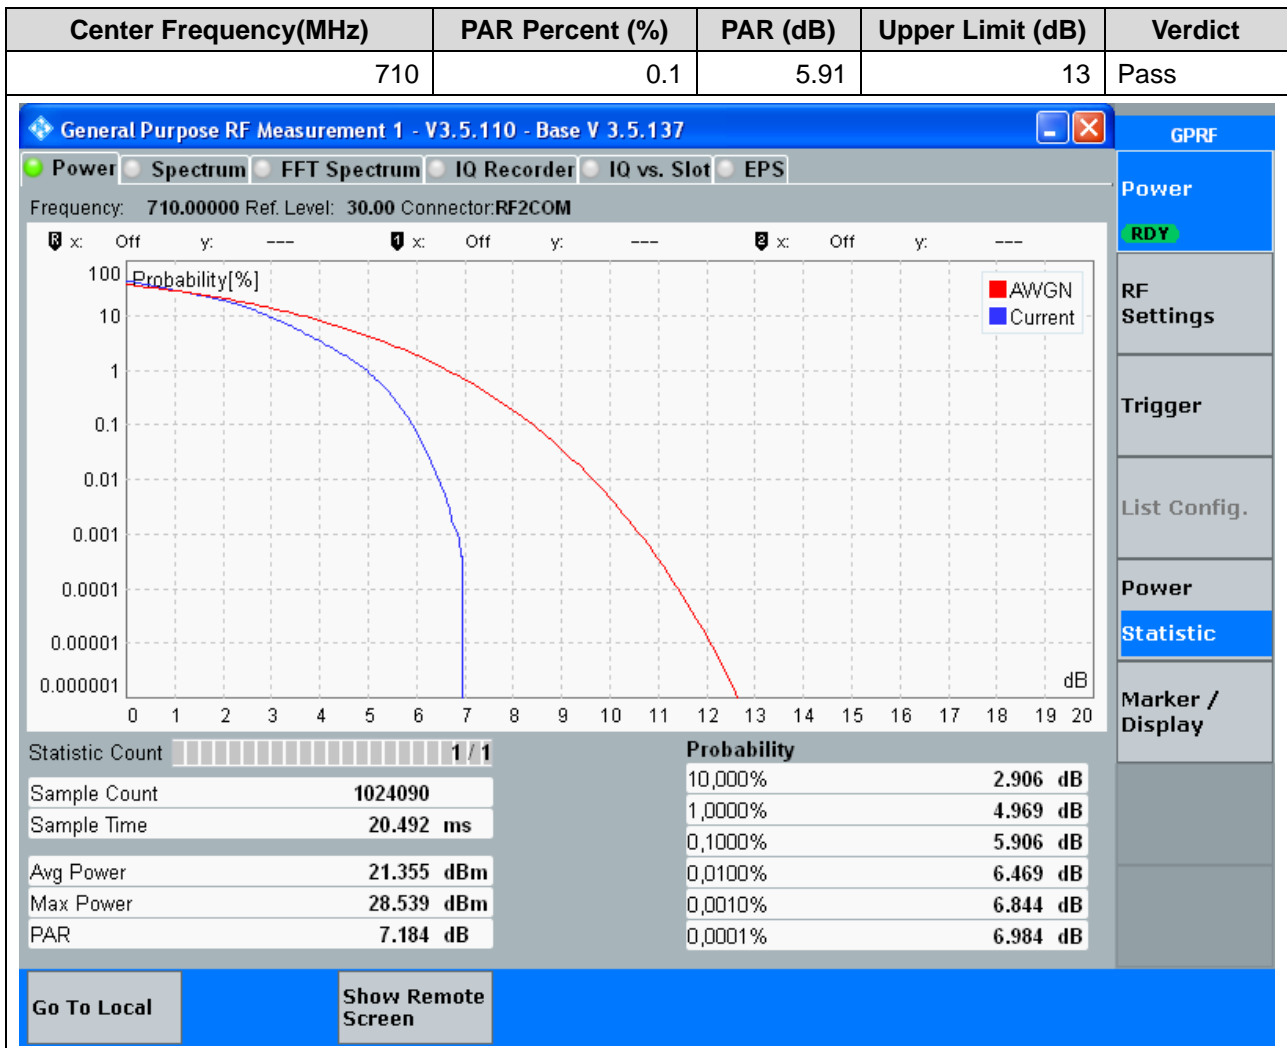 Center Frequency(MHz) PAR Percent (%) PAR (dB) Upper Limit (dB) Verdict
710 0.1 5.91 13 Pass
General Purpose RF Measurement 1 - V3.5.110 - Base V 3.5.137
GPRF
Power Spectrum FFT Spectrum IQ Recorder IQ vs. Slot EPS
Frequency: 710.00000 Ref. Level: 30.00 Connector:RF2COM
R x: Off y: --- 1 x: Off y: --- 2 x: Off y: ---
Probability[%]
AWGN
Current
100
10
1
0.1
0.01
0.001
0.0001
0.00001
0.000001
dB
0 1 2 3 4 5 6 7 8 9 10 11 12 13 14 15 16 17 18 19 20
Statistic Count 1 / 1
Sample Count 1024090
Sample Time 20.492 ms
Avg Power 21.355 dBm
Max Power 28.539 dBm
PAR 7.184 dB
Probability
10,000% 2.906 dB
1,0000% 4.969 dB
0,1000% 5.906 dB
0,0100% 6.469 dB
0,0010% 6.844 dB
0,0001% 6.984 dB
Power
RDY
RF
Settings
Trigger
List Config.
Power
Statistic
Marker /
Display
Go To Local
Show Remote
Screen